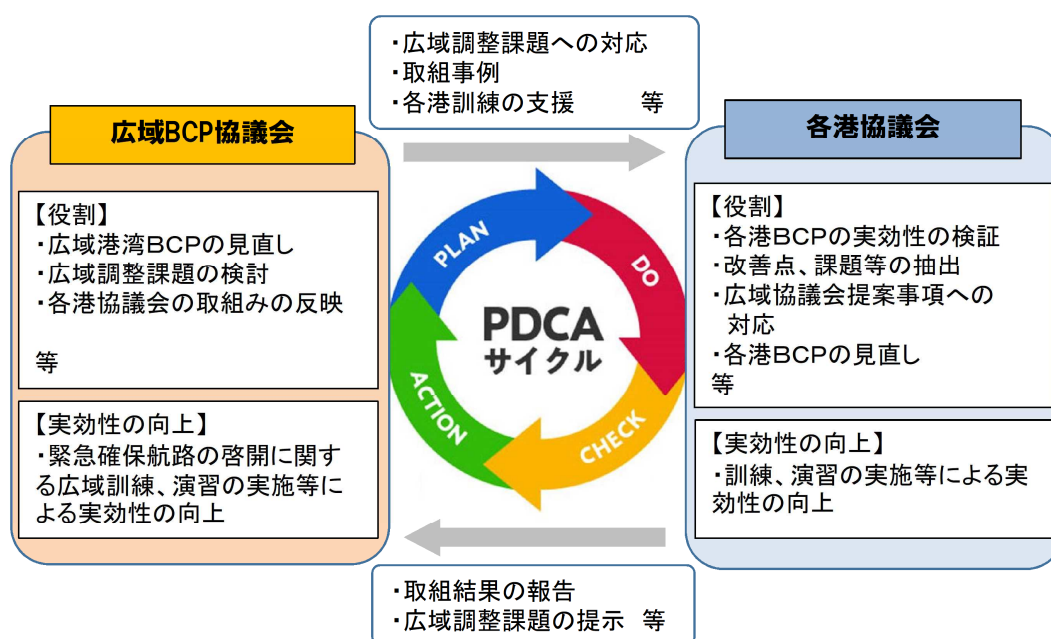 ・広域調整課題への対応
・取組事例
・各港訓練の支援　　等
広域BCP協議会
【役割】
・広域港湾ＢＣＰの見直し
・広域調整課題の検討
・各港協議会の取組みの反映
等
【実効性の向上】
・緊急確保航路の啓開に関す
る広域訓練、演習の実施等に
よる実効性の向上
PLAN
DO
CHECK
ACTION
PDCA
サイクル
各港協議会
【役割】
・各港ＢＣＰの実効性の検証
・改善点、課題等の抽出
・広域協議会提案事項への
対応
・各港ＢＣＰの見直し
等
【実効性の向上】
・訓練、演習の実施等による実
効性の向上
・取組結果の報告
・広域調整課題の提示　等